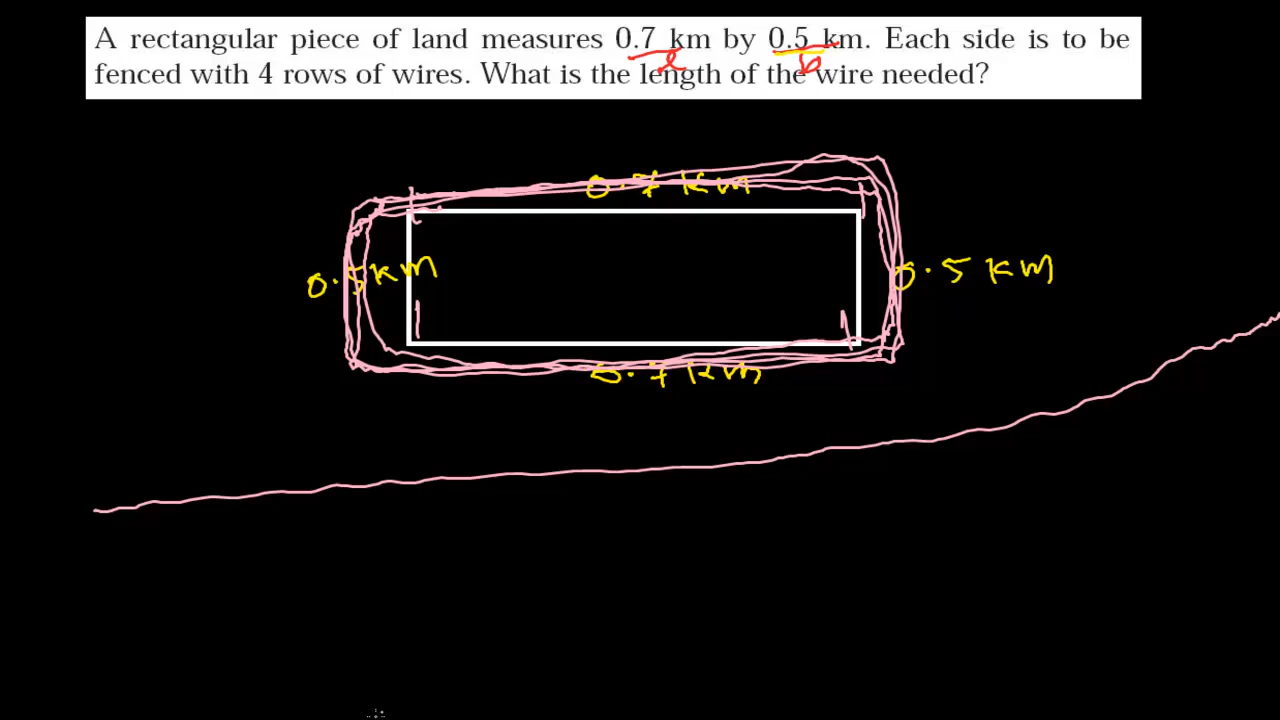 A rectangular piece of land measures 0.7 km by 0.5 km. Each side is to be
fenced with 4 rows of wires. What is the length of the wire needed?
l b
0.7 km
0.5 km 0.5 km
0.7 km